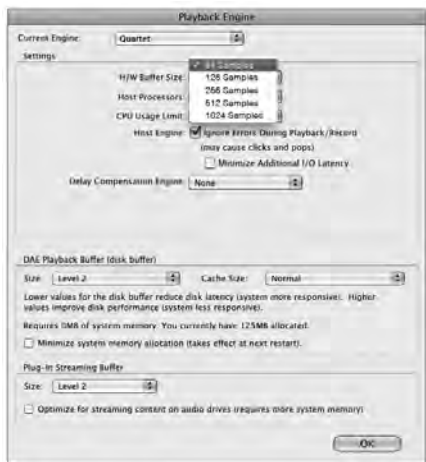 Playback Engine
Current Engine: Quartet
Settings
✓ 64 Samples
H/W Buffer Size: 128 Samples
256 Samples
Host Processors: 512 Samples
CPU Usage Limit: 1024 Samples
Host Engine: Ignore Errors During Playback/Record
(may cause clicks and pops)
Minimize Additional I/O Latency
Delay Compensation Engine: None
DAE Playback Buffer (disk buffer)
Size: Level 2 Cache Size: Normal
Lower values for the disk buffer reduce disk latency (system more responsive). Higher
values improve disk performance (system less responsive).
Requires 0MB of system memory. You currently have 125MB allocated.
Minimize system memory allocation (takes effect at next restart).
Plug-In Streaming Buffer
Size: Level 2
Optimize for streaming content on audio drives (requires more system memory)
OK